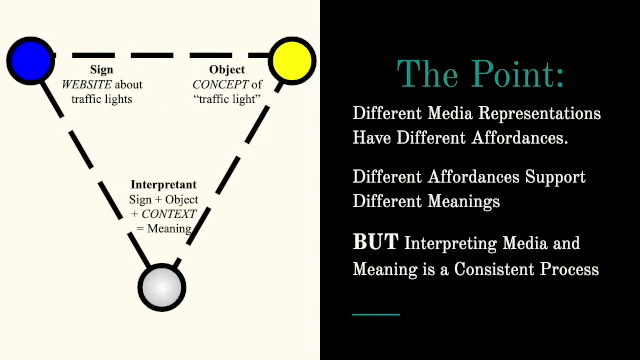 Sign
WEBSITE about
traffic lights
Object
CONCEPT of
“traffic light”
Interpretant
Sign + Object
+ CONTEXT
= Meaning
The Point:
Different Media Representations
Have Different Affordances.
Different Affordances Support
Different Meanings
BUT Interpreting Media and
Meaning is a Consistent Process